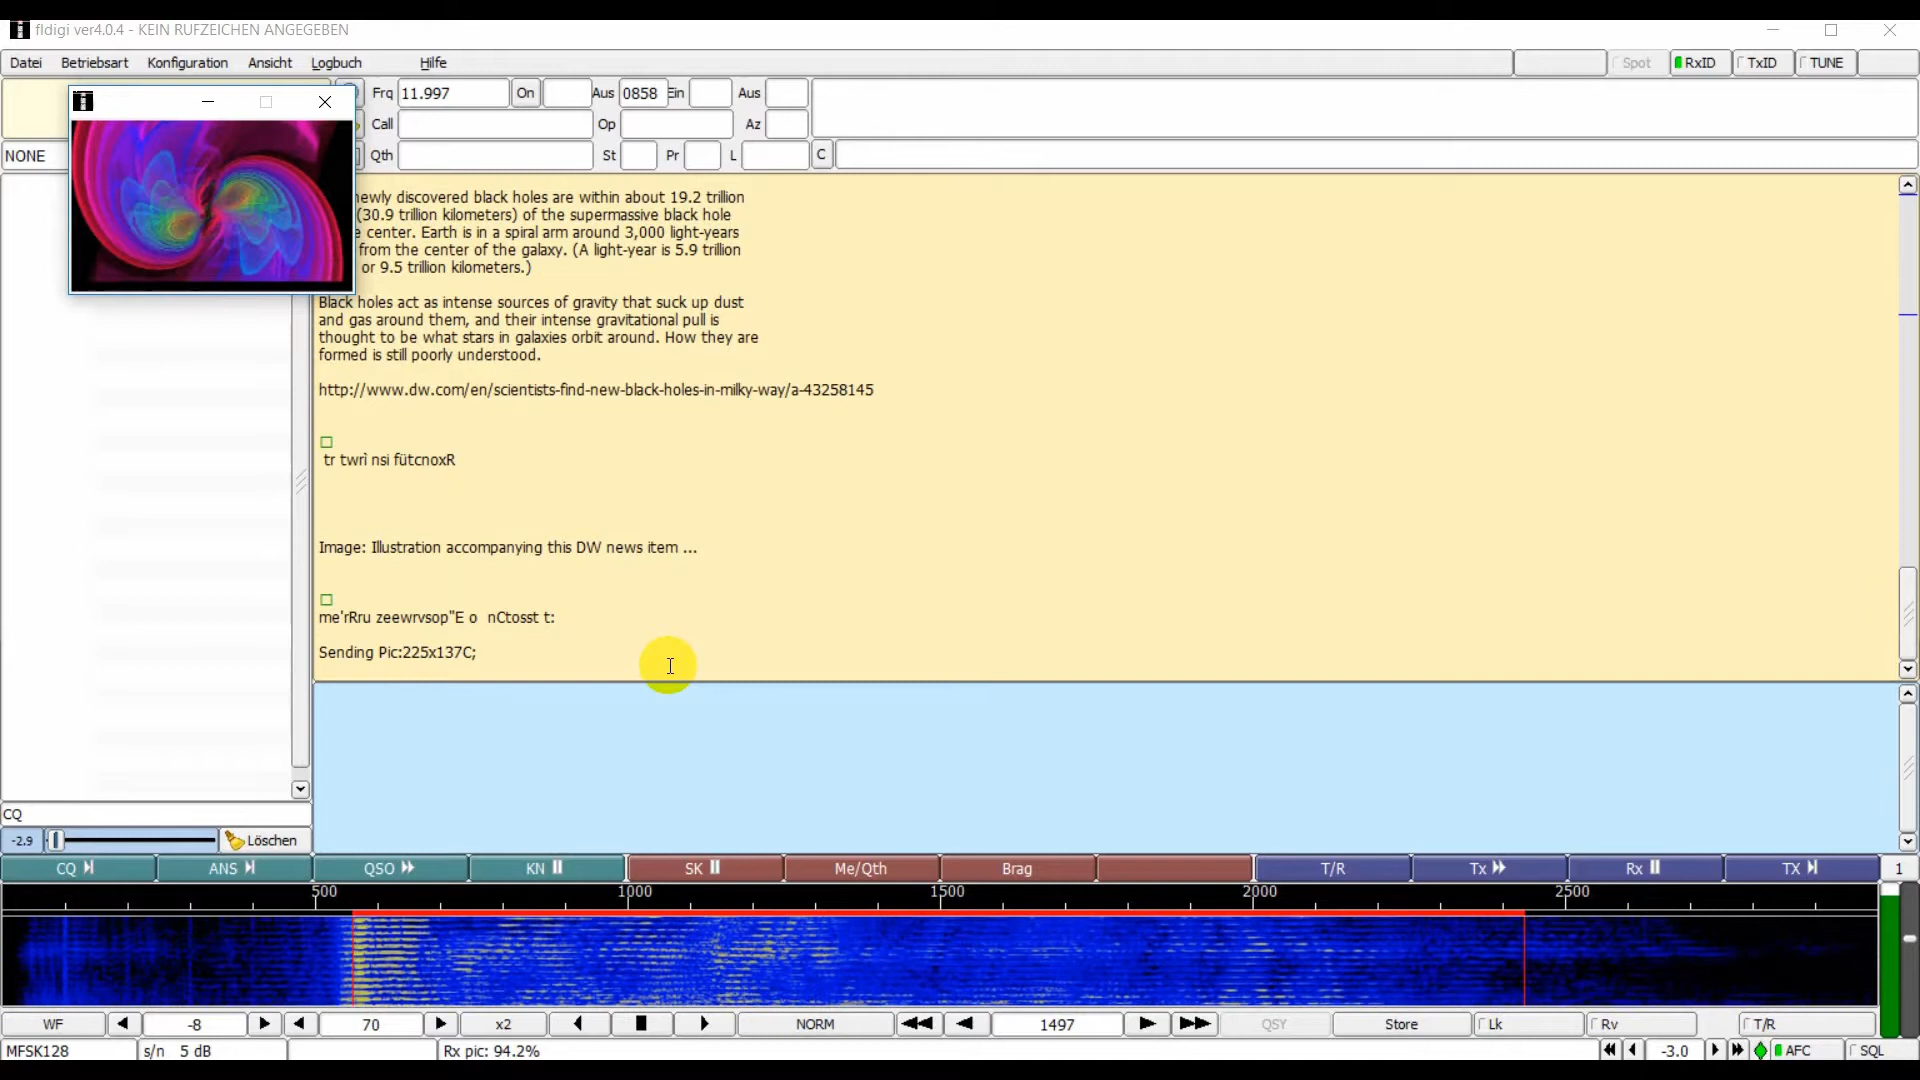 fldigi ver4.0.4 - KEIN RUFZEICHEN ANGEGEBEN
Datei Betriebsart Konfiguration Ansicht Logbuch Hilfe Spot RxID TxID TUNE
Frq 11.997 On Aus 0858 Ein Aus
Call Op Az
NONE Qth St Pr L C
newly discovered black holes are within about 19.2 trillion
(30.9 trillion kilometers) of the supermassive black hole
center. Earth is in a spiral arm around 3,000 light-years
from the center of the galaxy. (A light-year is 5.9 trillion
or 9.5 trillion kilometers.)
Black holes act as intense sources of gravity that suck up dust
and gas around them, and their intense gravitational pull is
thought to be what stars in galaxies orbit around. How they are
formed is still poorly understood.
http://www.dw.com/en/scientists-find-new-black-holes-in-milky-way/a-43258145
tr twrì nsi fütcnoxR
Image: Illustration accompanying this DW news item ...
me'rRru zeewrvsop"E o nCtosst t:
Sending Pic:225x137C;
CQ
-2.9 Löschen
CQ ANS QSO KN SK Me/Qth Brag T/R Tx Rx TX 1
500 1000 1500 2000 2500
WF -8 70 x2 NORM 1497 QSY Store Lk Rv T/R
MFSK128 s/n 5 dB Rx pic: 94.2% -3.0 AFC SQL